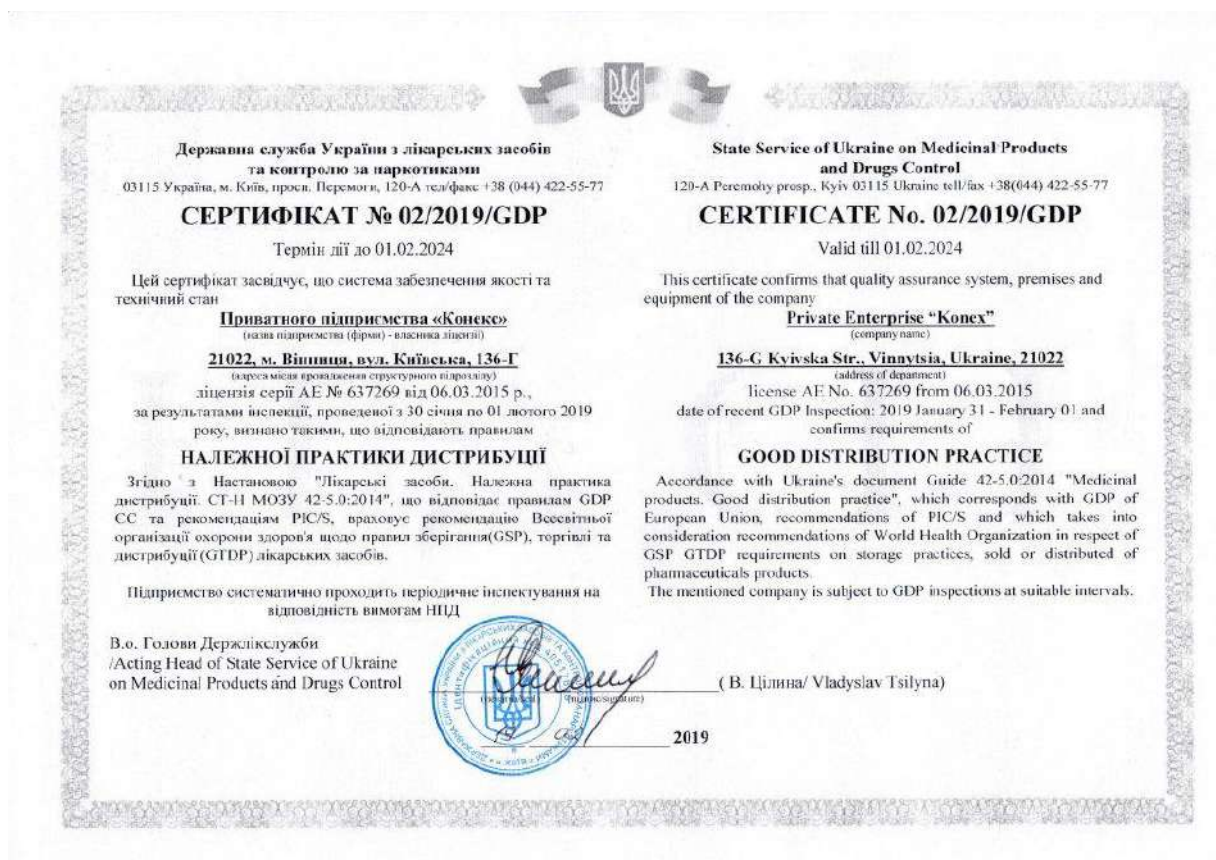 Державна служба України з лікарських засобів
та контролю за наркотиками
03115 Україна, м. Київ, просп. Перемоги, 120-А тел/факс +38 (044) 422-55-77
СЕРТИФІКАТ № 02/2019/GDP
Термін дії до 01.02.2024
Цей сертифікат засвідчує, що система забезпечення якості та
технічний стан
Приватного підприємства «Конекс»
(назва підприємства (фірми) - власника ліцензії)
21022, м. Вінниця, вул. Київська, 136-Г
(адреса місця провадження структурного підрозділу)
ліцензія серії АЕ № 637269 від 06.03.2015 р.,
за результатами інспекції, проведеної з 30 січня по 01 лютого 2019
року, визнано такими, що відповідають правилам
НАЛЕЖНОЇ ПРАКТИКИ ДИСТРИБУЦІЇ
Згідно з Настановою "Лікарські засоби. Належна практика
дистрибуції. СТ-Н МОЗУ 42-5.0:2014", що відповідає правилам GDP
ЄС та рекомендаціям PIC/S, враховує рекомендацію Всесвітньої
організації охорони здоров'я щодо правил зберігання(GSP), торгівлі та
дистрибуції (GTDP) лікарських засобів.
Підприємство систематично проходить періодичне інспектування на
відповідність вимогам НПД
State Service of Ukraine on Medicinal Products
and Drugs Control
120-A Peremohy prosp., Kyiv 03115 Ukraine tell/fax +38(044) 422-55-77
CERTIFICATE No. 02/2019/GDP
Valid till 01.02.2024
This certificate confirms that quality assurance system, premises and
equipment of the company
Private Enterprise “Konex”
(company name)
136-G Kyivska Str., Vinnytsia, Ukraine, 21022
(address of department)
license AE No. 637269 from 06.03.2015
date of recent GDP Inspection: 2019 January 31 - February 01 and
confirms requirements of
GOOD DISTRIBUTION PRACTICE
Accordance with Ukraine's document Guide 42-5.0:2014 "Medicinal
products. Good distribution practice", which corresponds with GDP of
European Union, recommendations of PIC/S and which takes into
consideration recommendations of World Health Organization in respect of
GSP GTDP requirements on storage practices, sold or distributed of
pharmaceuticals products.
The mentioned company is subject to GDP inspections at suitable intervals.
В.о. Голови Держлікслужби
/Acting Head of State Service of Ukraine
on Medicinal Products and Drugs Control
(підпис/signature)
( В. Цілина/ Vladyslav Tsilyna)
2019